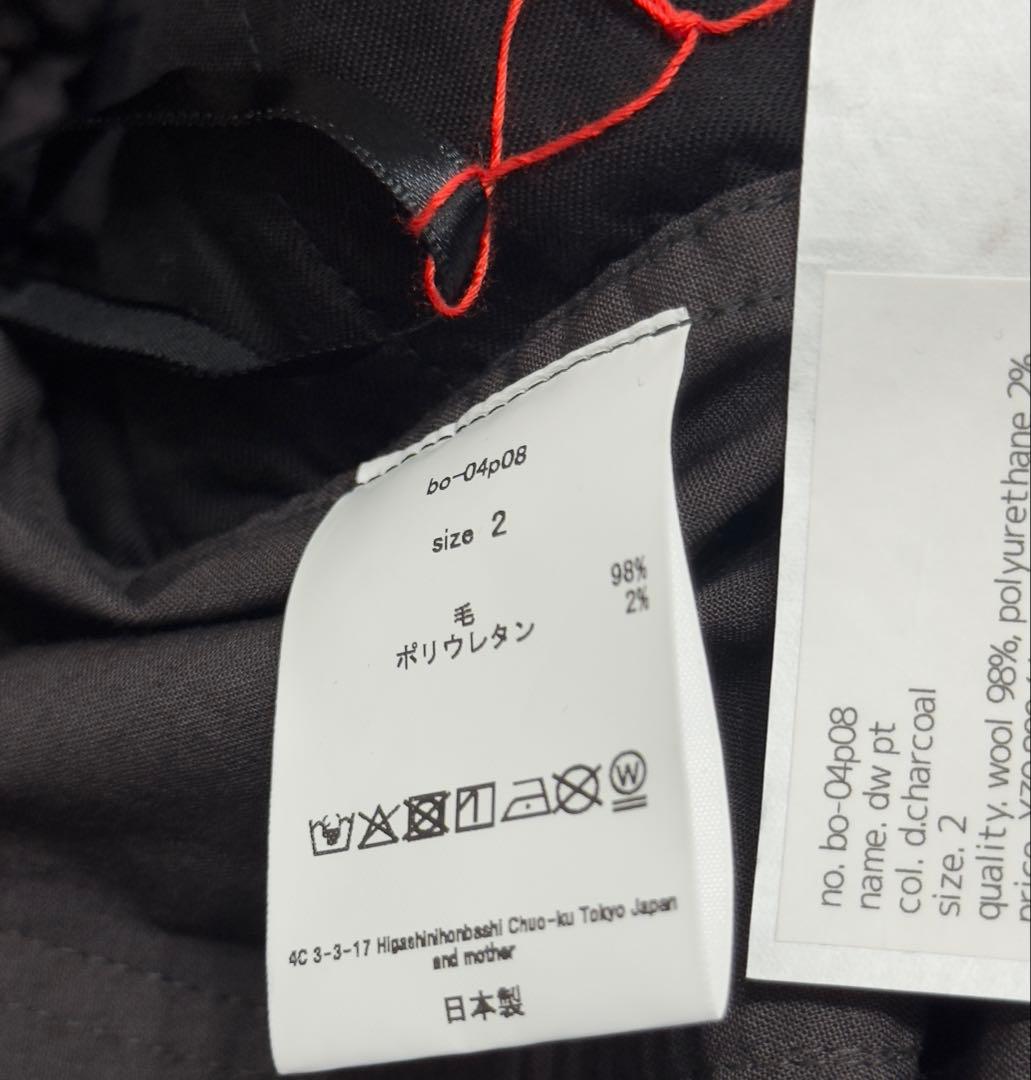 bo-04p08
size 2
毛 98%
ポリウレタン 2%
W
4C 3-3-17 Higashinihonbashi Chuo-ku Tokyo Japan
and mother
日本製
no. bo-04p08
name. dw pt
col. d.charcoal
size. 2
quality. wool 98%, polyurethane 2%